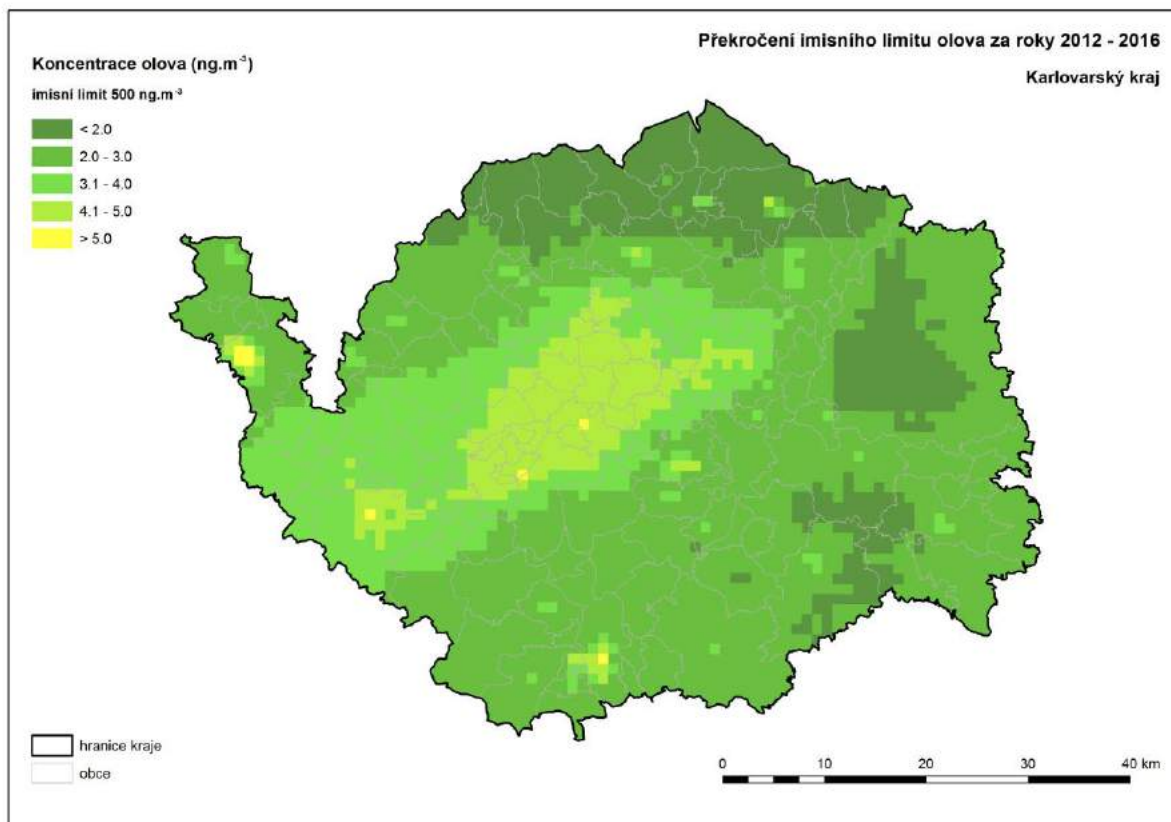 Překročení imisního limitu olova za roky 2012 - 2016
Karlovarský kraj
Koncentrace olova (ng.m⁻³)
imisní limit 500 ng.m⁻³
< 2.0
2.0 - 3.0
3.1 - 4.0
4.1 - 5.0
> 5.0
hranice kraje
obce
0 10 20 30 40 km